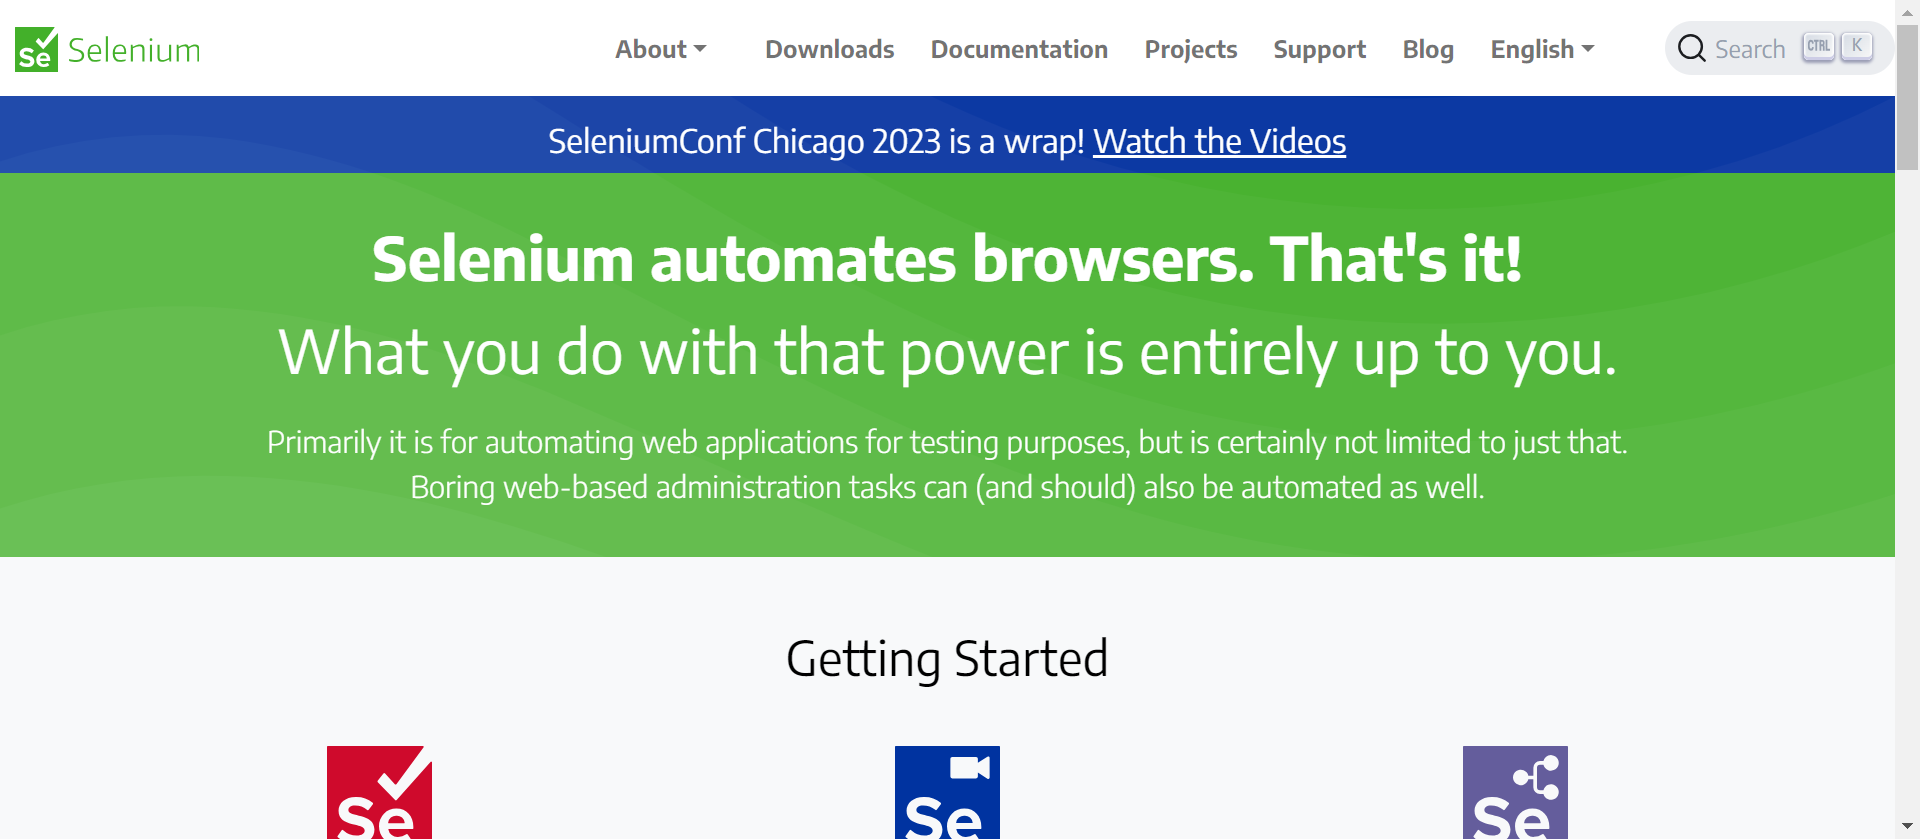 Se Selenium
About Downloads Documentation Projects Support Blog English Search CTRL K
SeleniumConf Chicago 2023 is a wrap! Watch the Videos
Selenium automates browsers. That's it!
What you do with that power is entirely up to you.
Primarily it is for automating web applications for testing purposes, but is certainly not limited to just that.
Boring web-based administration tasks can (and should) also be automated as well.
Getting Started
Se Se Se